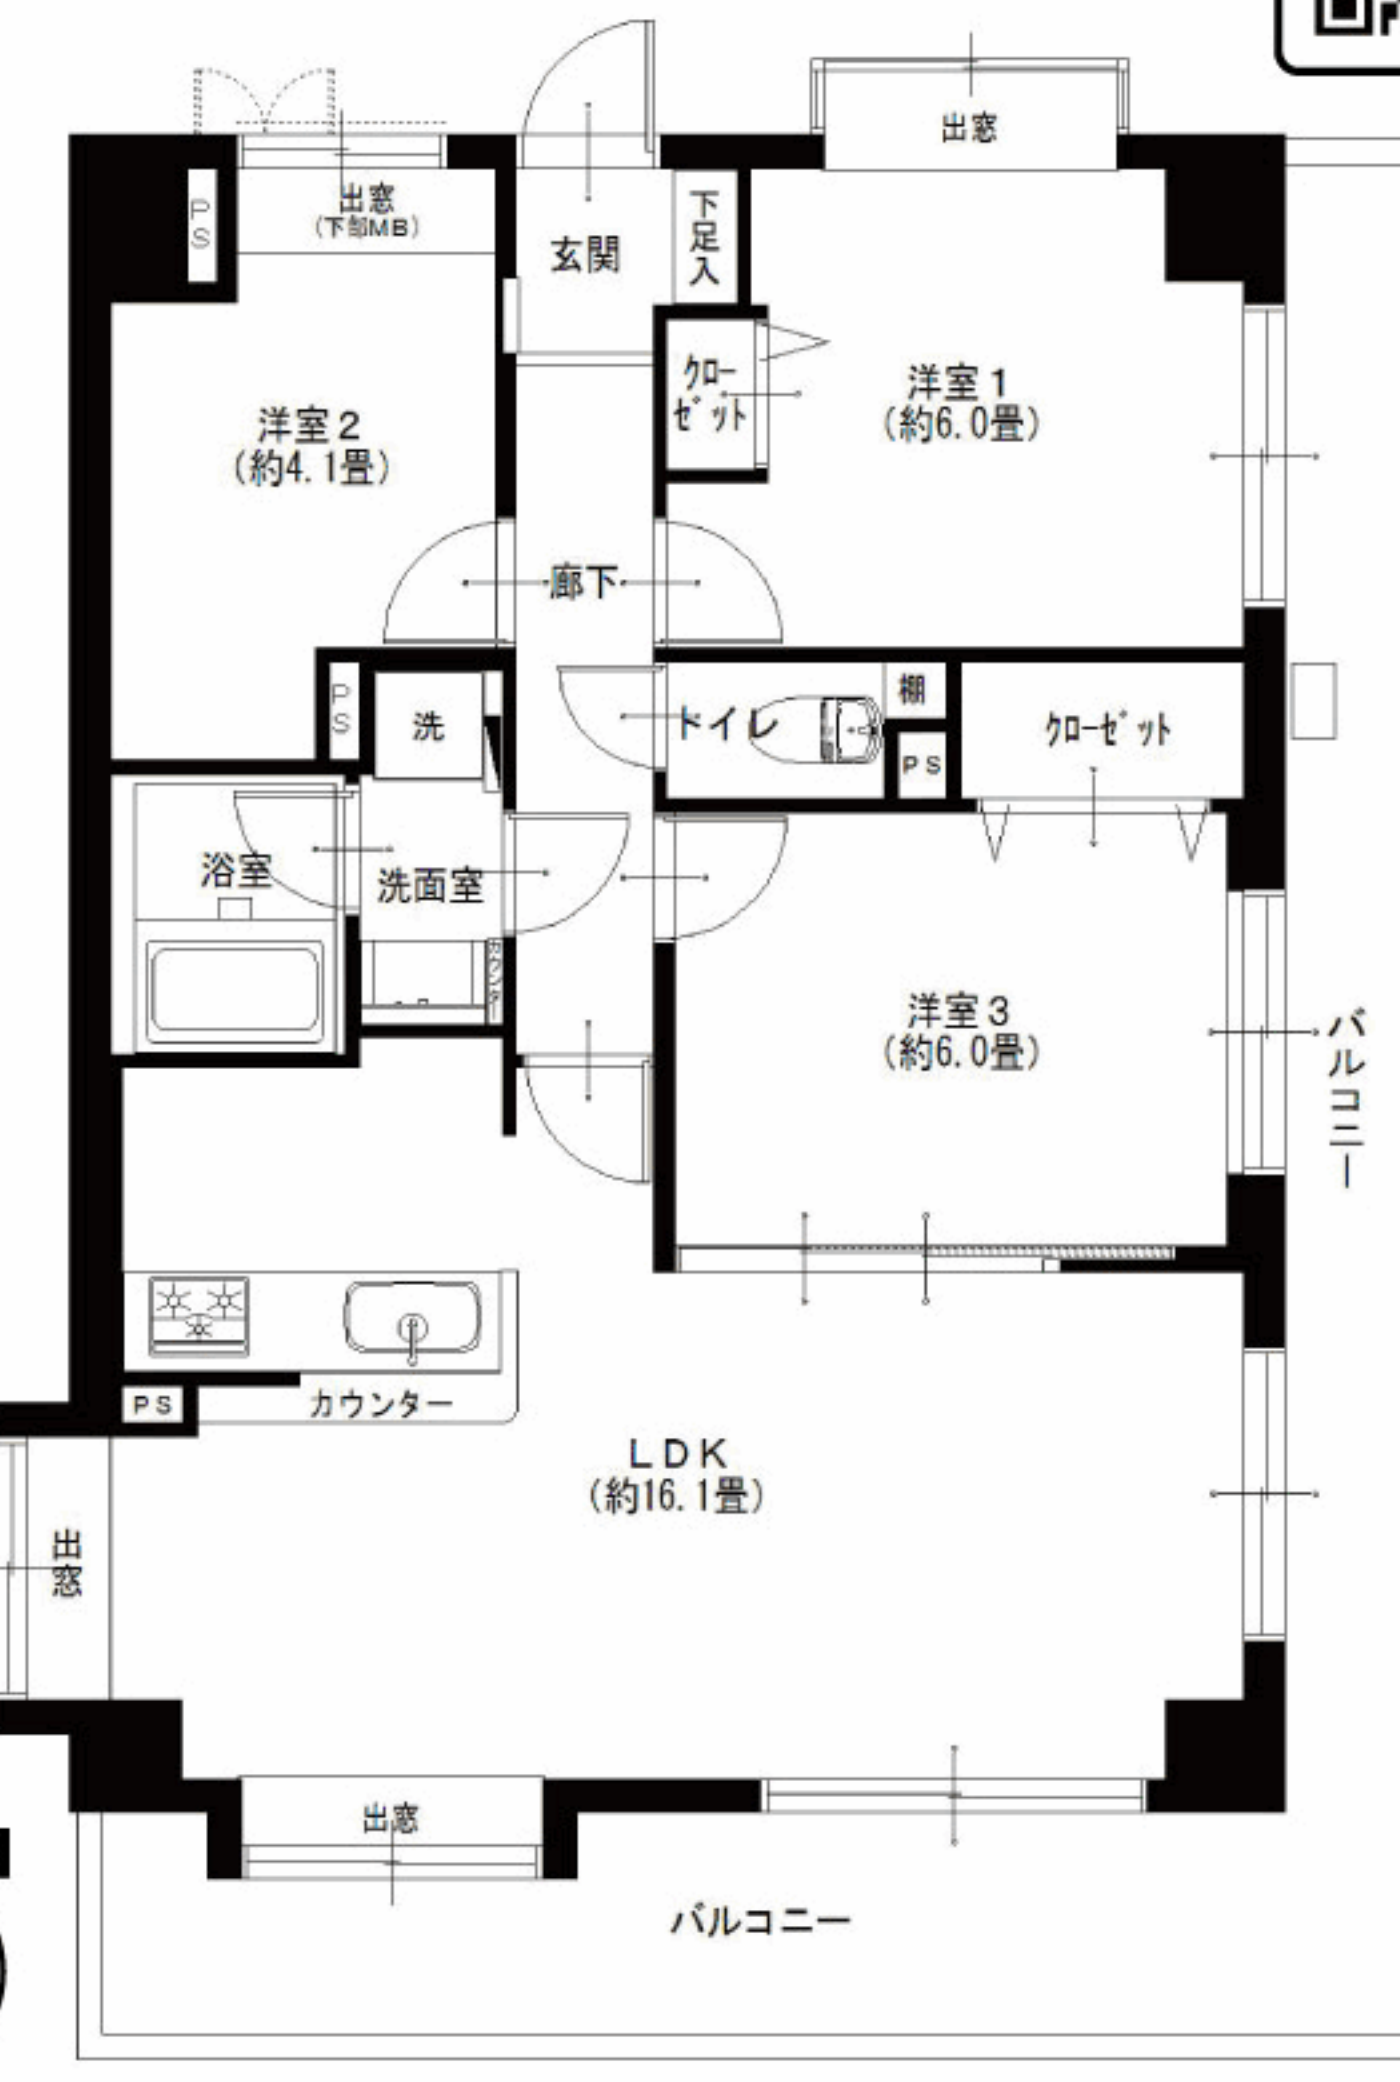 出窓
PS
出窓
(下部MB)
玄関
下足入
クローゼット
洋室1
(約6.0畳)
洋室2
(約4.1畳)
廊下
PS
洗
トイレ
棚
PS
クローゼット
浴室
洗面室
カウンター
洋室3
(約6.0畳)
バルコニー
PS
カウンター
LDK
(約16.1畳)
出窓
出窓
バルコニー